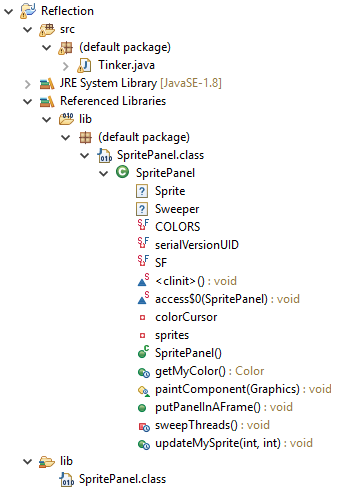 Reflection
src
(default package)
Tinker.java
JRE System Library [JavaSE-1.8]
Referenced Libraries
lib
(default package)
SpritePanel.class
SpritePanel
Sprite
Sweeper
COLORS
serialVersionUID
SF
<clinit>() : void
access$0(SpritePanel) : void
colorCursor
sprites
SpritePanel()
getMyColor() : Color
paintComponent(Graphics) : void
putPanelInAFrame() : void
sweepThreads() : void
updateMySprite(int, int) : void
lib
SpritePanel.class